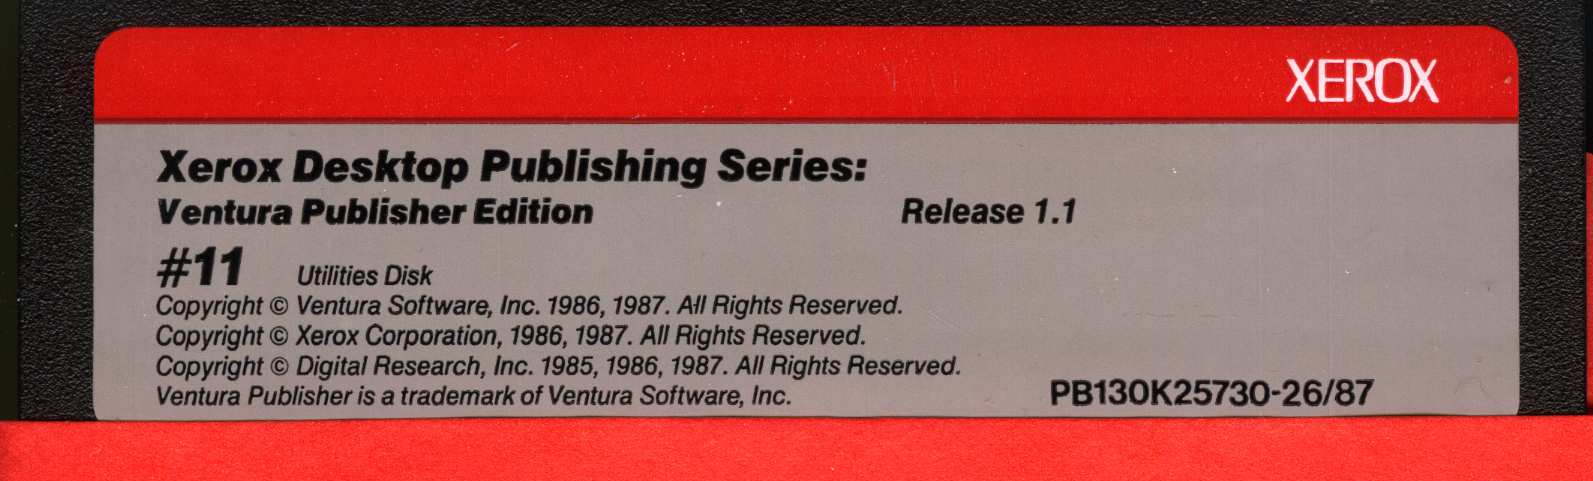 XEROX
Xerox Desktop Publishing Series:
Ventura Publisher Edition Release 1.1
#11 Utilities Disk
Copyright © Ventura Software, Inc. 1986, 1987. All Rights Reserved.
Copyright © Xerox Corporation, 1986, 1987. All Rights Reserved.
Copyright © Digital Research, Inc. 1985, 1986, 1987. All Rights Reserved.
Ventura Publisher is a trademark of Ventura Software, Inc. PB130K25730-26/87